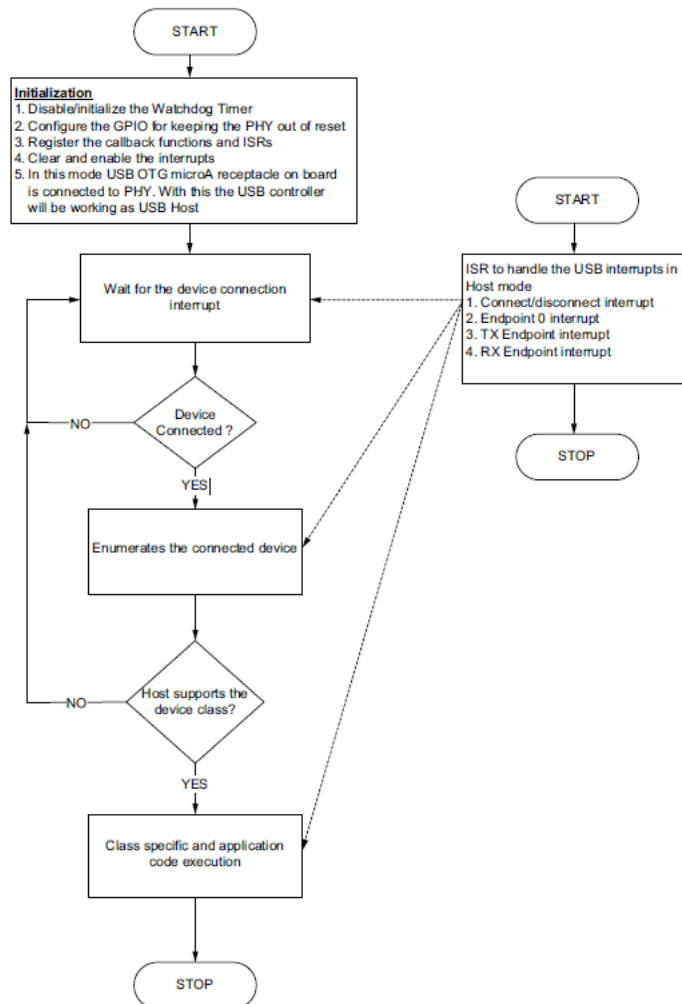 START
Initialization
1. Disable/initialize the Watchdog Timer
2. Configure the GPIO for keeping the PHY out of reset
3. Register the callback functions and ISRs
4. Clear and enable the interrupts
5. In this mode USB OTG microA receptacle on board
is connected to PHY. With this the USB controller
will be working as USB Host
Wait for the device connection
interrupt
Device
Connected ?
NO
YES
Enumerates the connected device
Host supports the
device class?
NO
YES
Class specific and application
code execution
STOP
START
ISR to handle the USB interrupts in
Host mode
1. Connect/disconnect interrupt
2. Endpoint 0 interrupt
3. TX Endpoint interrupt
4. RX Endpoint interrupt
STOP